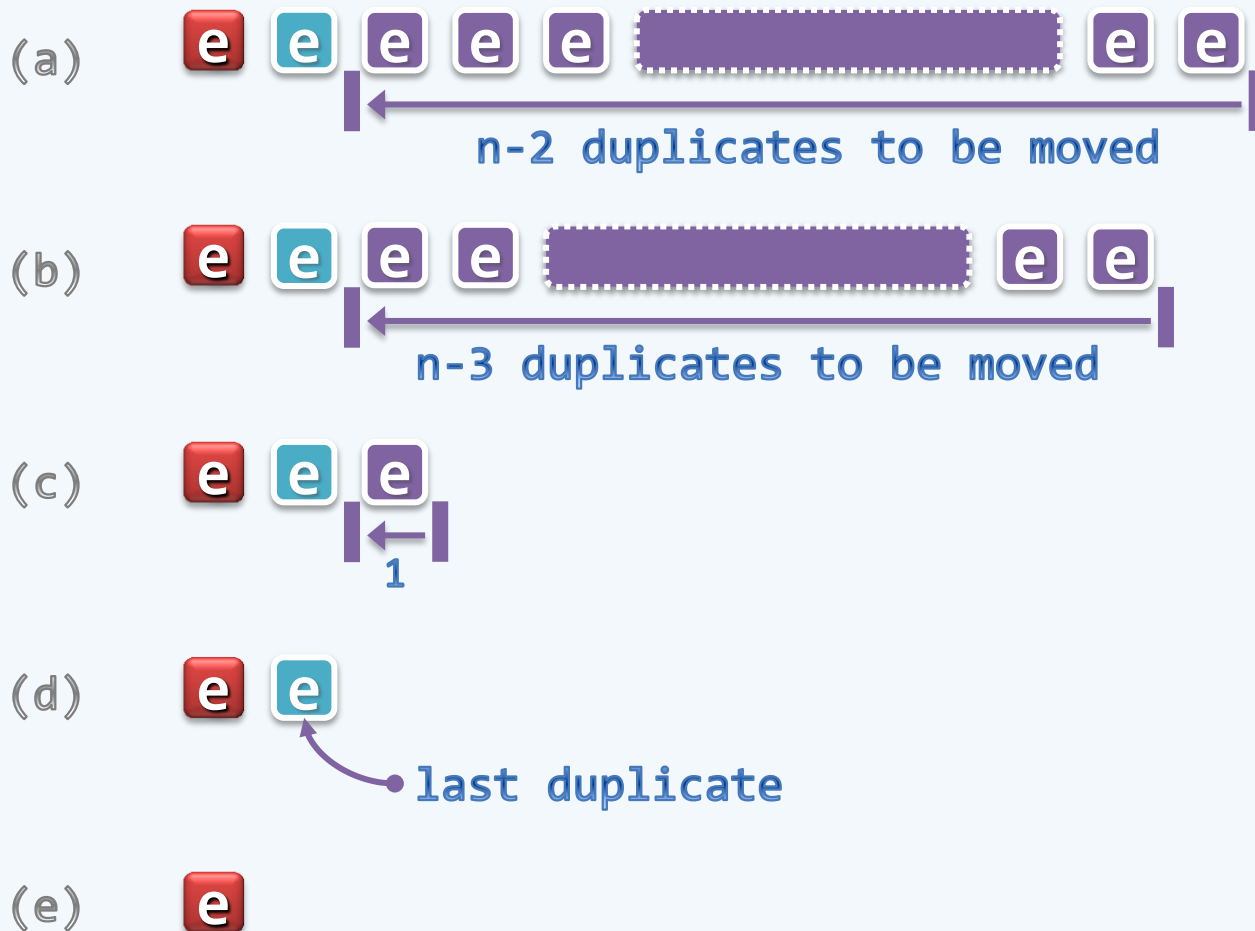 (a) e e e e e e e
n-2 duplicates to be moved
(b) e e e e e e
n-3 duplicates to be moved
(c) e e e
1
(d) e e
last duplicate
(e) e